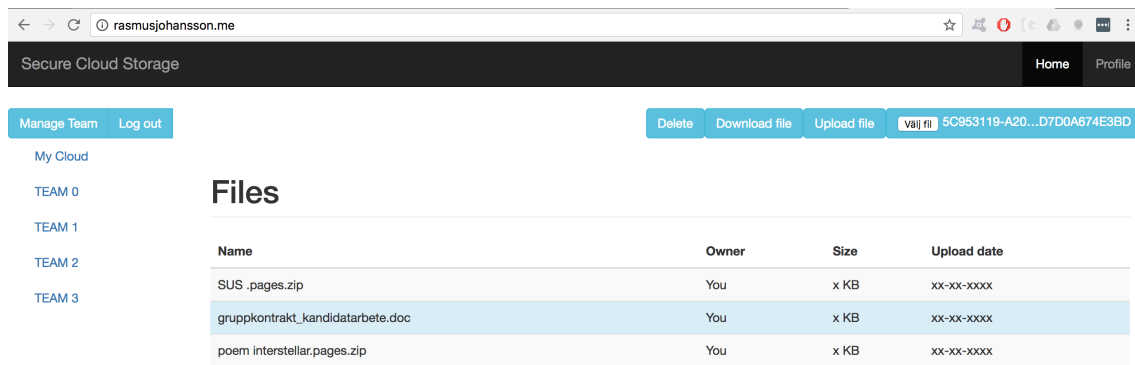 rasmusjohansson.me
Secure Cloud Storage Home Profile
Manage Team Log out Delete Download file Upload file Välj fil 5C953119-A20...D7D0A674E3BD
My Cloud
TEAM 0
TEAM 1
TEAM 2
TEAM 3
Files
Name Owner Size Upload date
SUS .pages.zip You x KB xx-xx-xxxx
gruppkontrakt_kandidatarbete.doc You x KB xx-xx-xxxx
poem interstellar.pages.zip You x KB xx-xx-xxxx